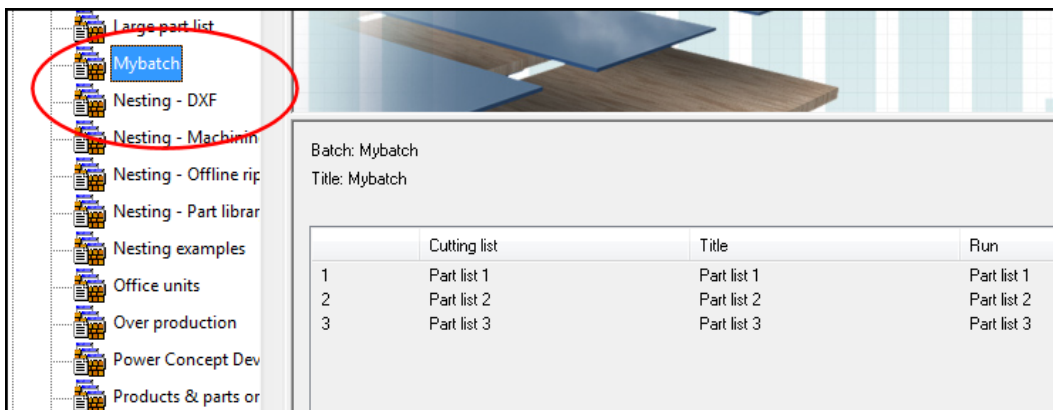 Large part list
Mybatch
Nesting - DXF
Nesting - Machinin
Nesting - Offline rip
Nesting - Part librar
Nesting examples
Office units
Over production
Power Concept Dev
Products & parts or
Batch: Mybatch
Title: Mybatch
Cutting list Title Run
1 Part list 1 Part list 1 Part list 1
2 Part list 2 Part list 2 Part list 2
3 Part list 3 Part list 3 Part list 3